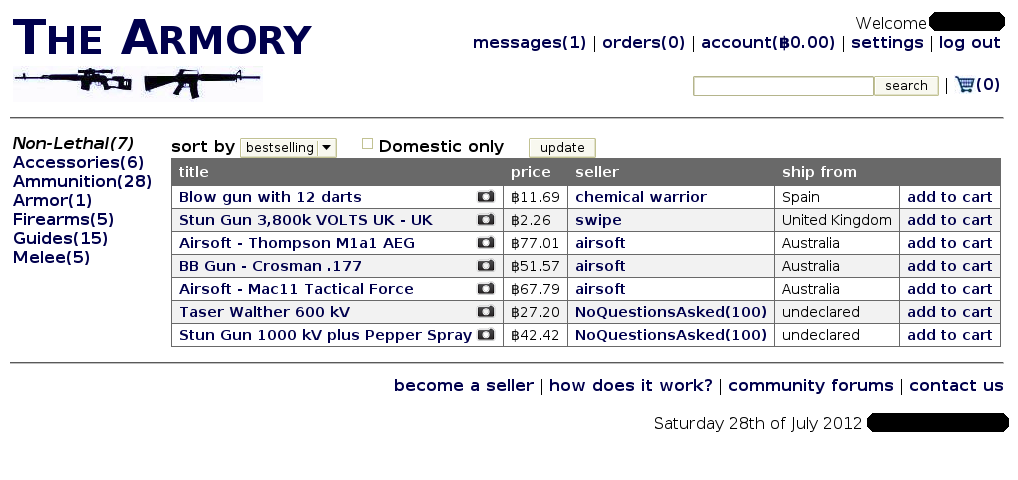 THE ARMORY
Welcome
messages(1) | orders(0) | account(฿0.00) | settings | log out
search | (0)
Non-Lethal(7)
Accessories(6)
Ammunition(28)
Armor(1)
Firearms(5)
Guides(15)
Melee(5)
sort by bestselling Domestic only update
title price seller ship from
Blow gun with 12 darts ฿11.69 chemical warrior Spain add to cart
Stun Gun 3,800k VOLTS UK - UK ฿2.26 swipe United Kingdom add to cart
Airsoft - Thompson M1a1 AEG ฿77.01 airsoft Australia add to cart
BB Gun - Crosman .177 ฿51.57 airsoft Australia add to cart
Airsoft - Mac11 Tactical Force ฿67.79 airsoft Australia add to cart
Taser Walther 600 kV ฿27.20 NoQuestionsAsked(100) undeclared add to cart
Stun Gun 1000 kV plus Pepper Spray ฿42.42 NoQuestionsAsked(100) undeclared add to cart
become a seller | how does it work? | community forums | contact us
Saturday 28th of July 2012